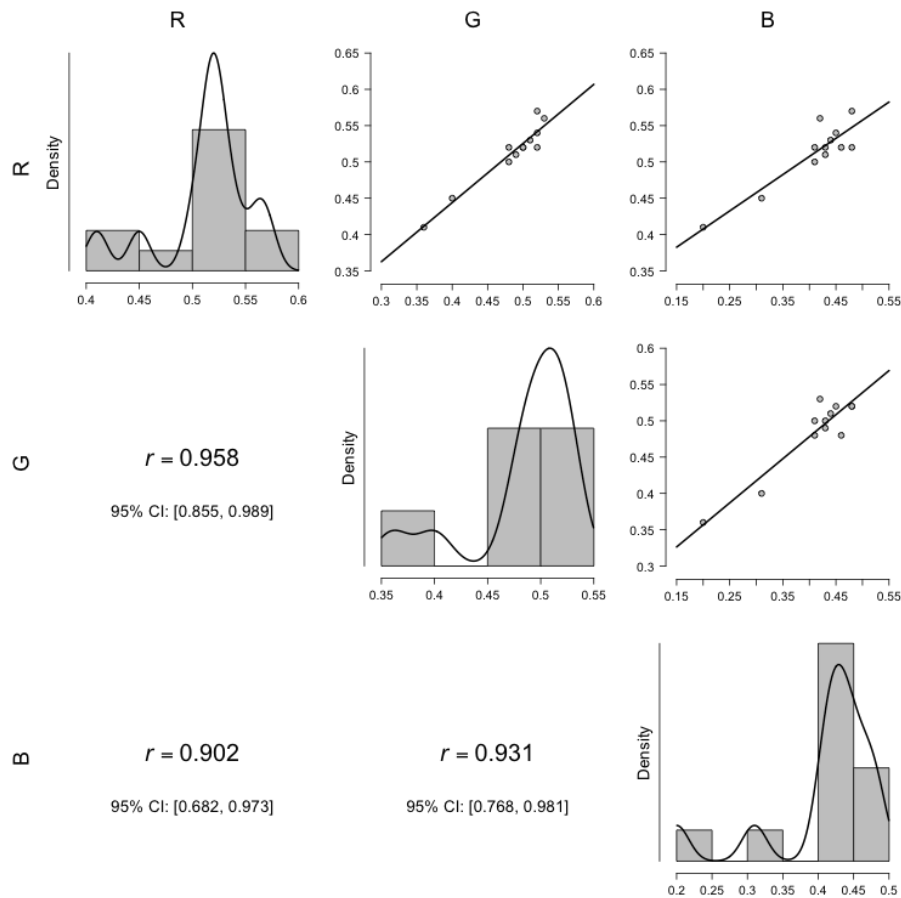 R
G
B
R
Density
0.4 0.45 0.5 0.55 0.6
0.65
0.6
0.55
0.5
0.45
0.4
0.35
0.3 0.4 0.5 0.6
0.65
0.6
0.55
0.5
0.45
0.4
0.35
0.15 0.25 0.35 0.45 0.55
G
r = 0.958
95% CI: [0.855, 0.989]
Density
0.35 0.4 0.45 0.5 0.55
0.6
0.55
0.5
0.45
0.4
0.35
0.3
0.15 0.25 0.35 0.45 0.55
B
r = 0.902
95% CI: [0.682, 0.973]
r = 0.931
95% CI: [0.768, 0.981]
Density
0.2 0.25 0.3 0.35 0.4 0.45 0.5